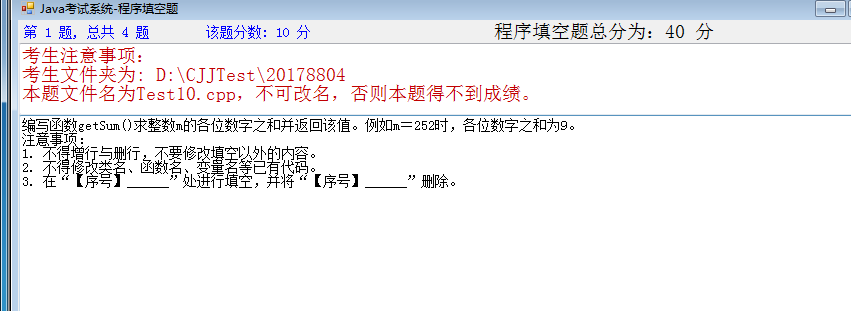 Java考试系统-程序填空题
第 1 题, 总共 4 题 该题分数: 10 分 程序填空题总分为: 40 分
考生注意事项:
考生文件夹为: D:\CJJTest\20178804
本题文件名为Test10.cpp，不可改名，否则本题得不到成绩。
编写函数getSum()求整数m的各位数字之和并返回该值。例如m＝252时，各位数字之和为9。
注意事项:
1. 不得增行与删行，不要修改填空以外的内容。
2. 不得修改类名、函数名、变量名等已有代码。
3. 在“【序号】______”处进行填空，并将“【序号】______”删除。